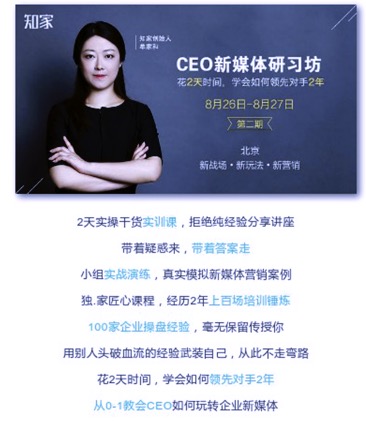 知家
知家创始人
单家科
CEO新媒体研习坊
花2天时间，学会如何领先对手2年
8月26日-8月27日
第二期
北京
新战场·新玩法·新营销
2天实操干货实训课，拒绝纯经验分享讲座
带着疑惑来，带着答案走
小组实战演练，真实模拟新媒体营销案例
独.家匠心课程，经历2年上百场培训锤炼
100家企业操盘经验，毫无保留传授你
用别人头破血流的经验武装自己，从此不走弯路
花2天时间，学会如何领先对手2年
从0-1教会CEO如何玩转企业新媒体